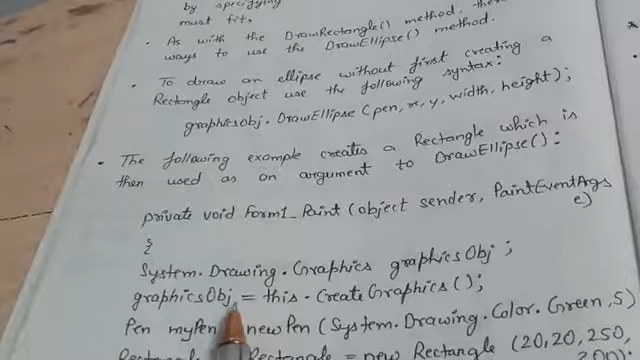 by specifying
must fit,
• As with the DrawRectangle() method, there
ways to use the DrawEllipse() method.
• To draw an ellipse without first creating a
Rectangle object use the following syntax:
graphicsobj. DrawEllipse (pen, x, y, width, height);
• The following example creates a Rectangle which is
then used as an argument to DrawEllipse():
private void Form1_Paint (object sender, PaintEventArgs
e)
{
System.Drawing.Graphics graphicsObj;
graphicsObj = this.CreateGraphics();
Pen myPen newPen (System.Drawing.Color.Green, 5)
Rectangle = new Rectangle (20,20,250,
200);